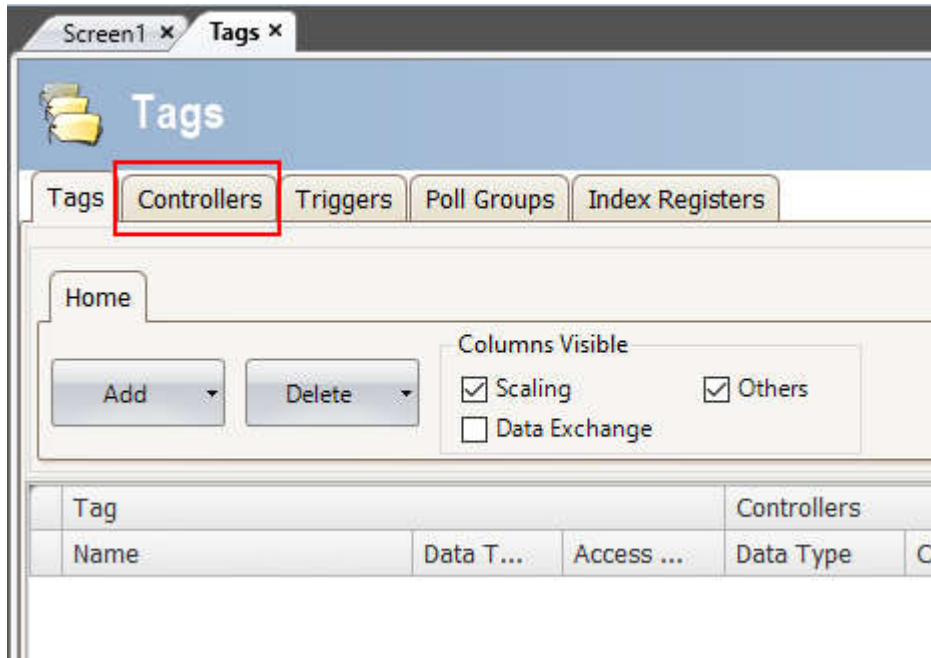 Screen1 × Tags ×
Tags
Tags Controllers Triggers Poll Groups Index Registers
Home
Columns Visible
Add Delete Scaling Others
Data Exchange
Tag Controllers
Name Data T... Access ... Data Type